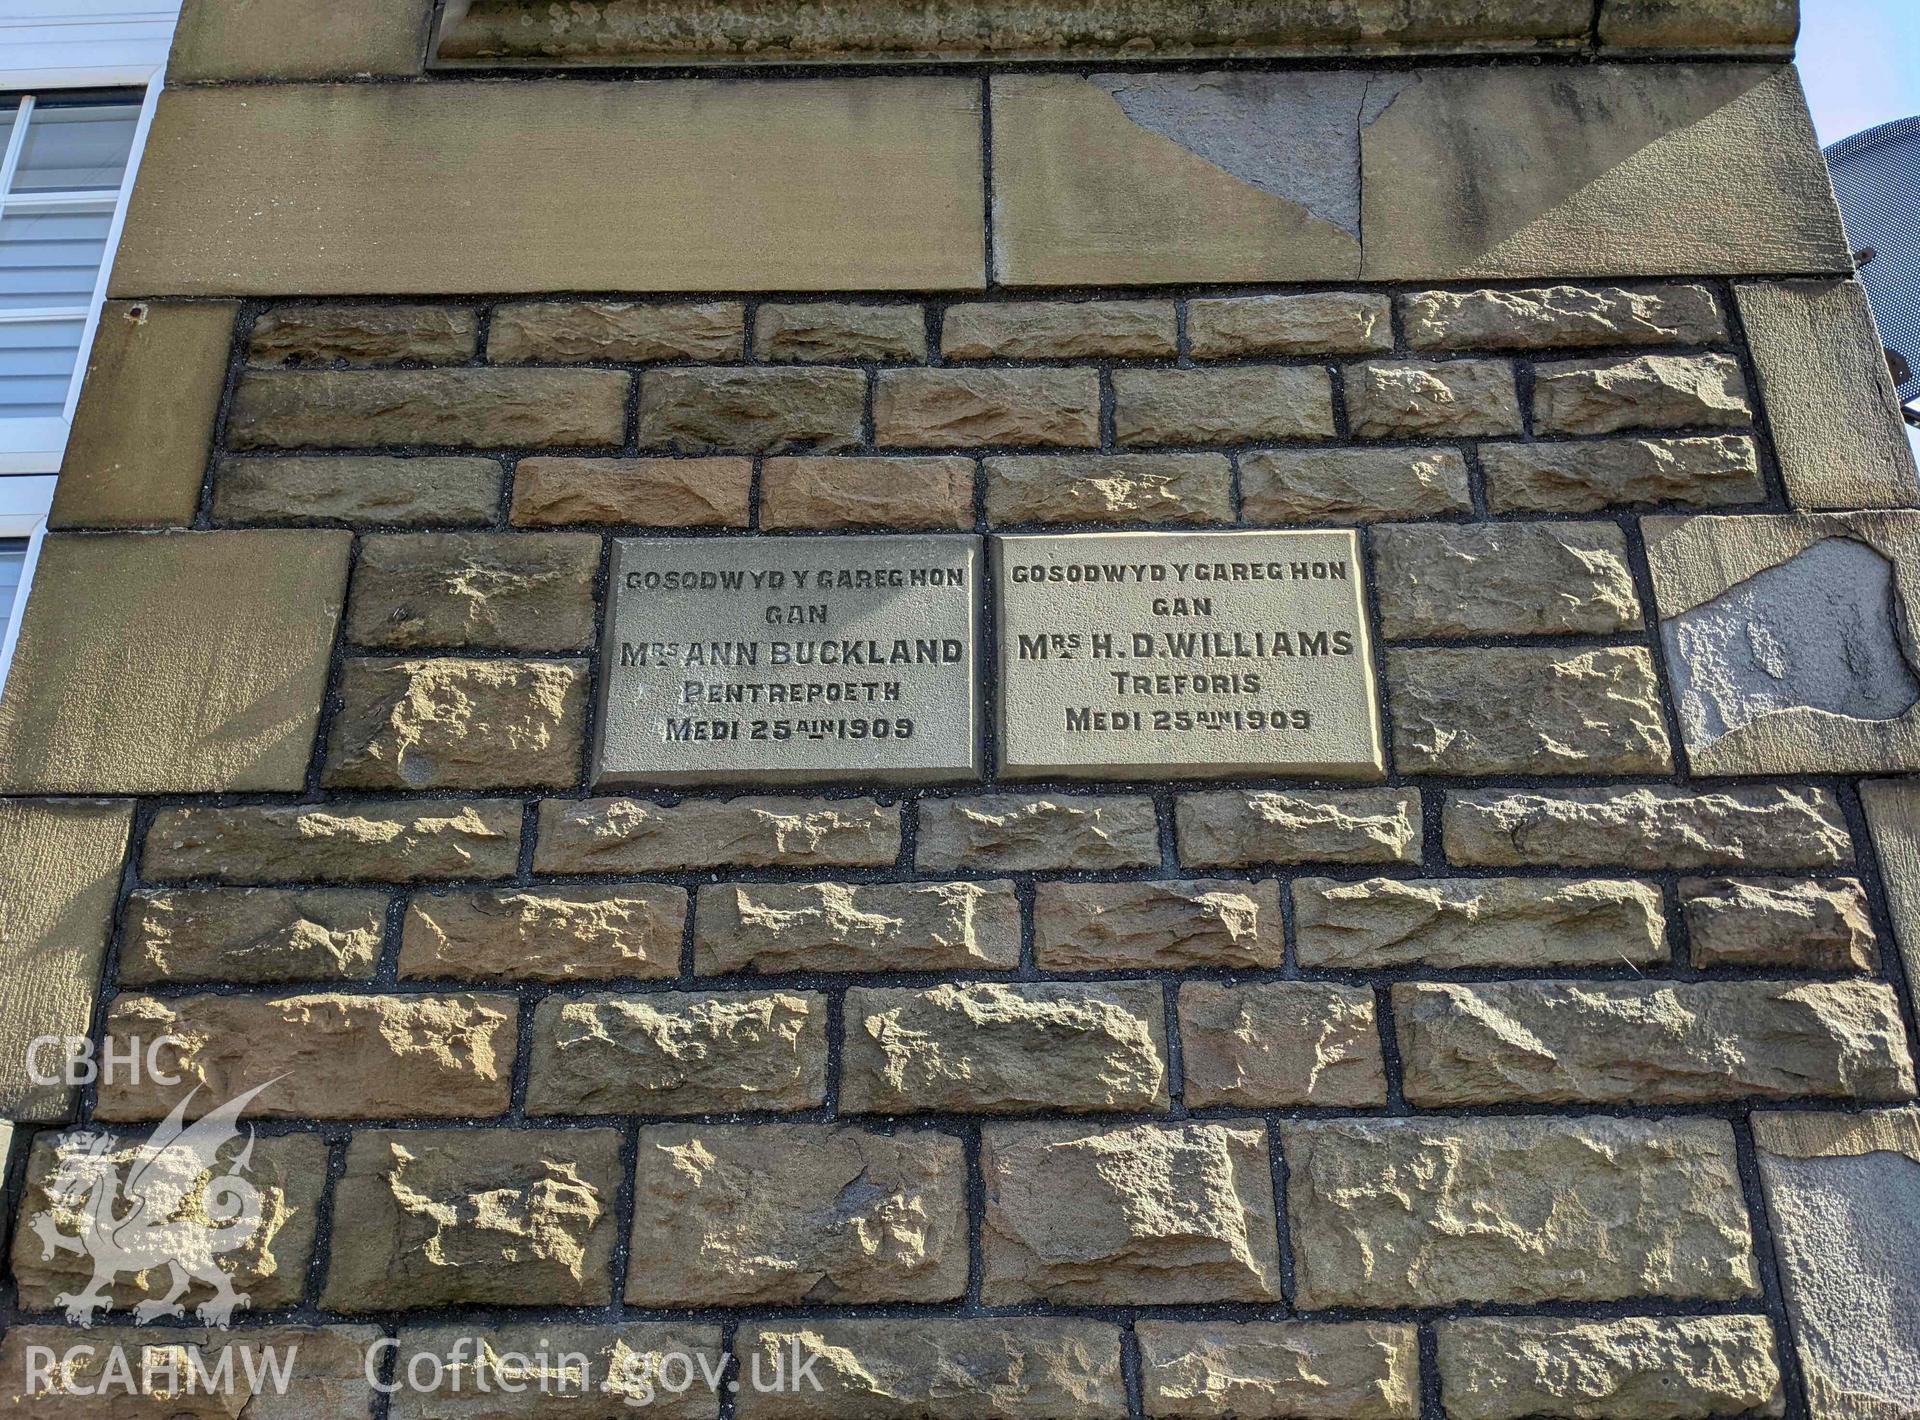 GOSODWYD Y GAREG HON
GAN
MRS ANN BUCKLAND
PENTREPOETH
MEDI 25AIN 1909
GOSODWYD Y GAREG HON
GAN
MRS H. D. WILLIAMS
TREFORIS
MEDI 25AIN 1909
CBHC
RCAHMW
Coflein.gov.uk